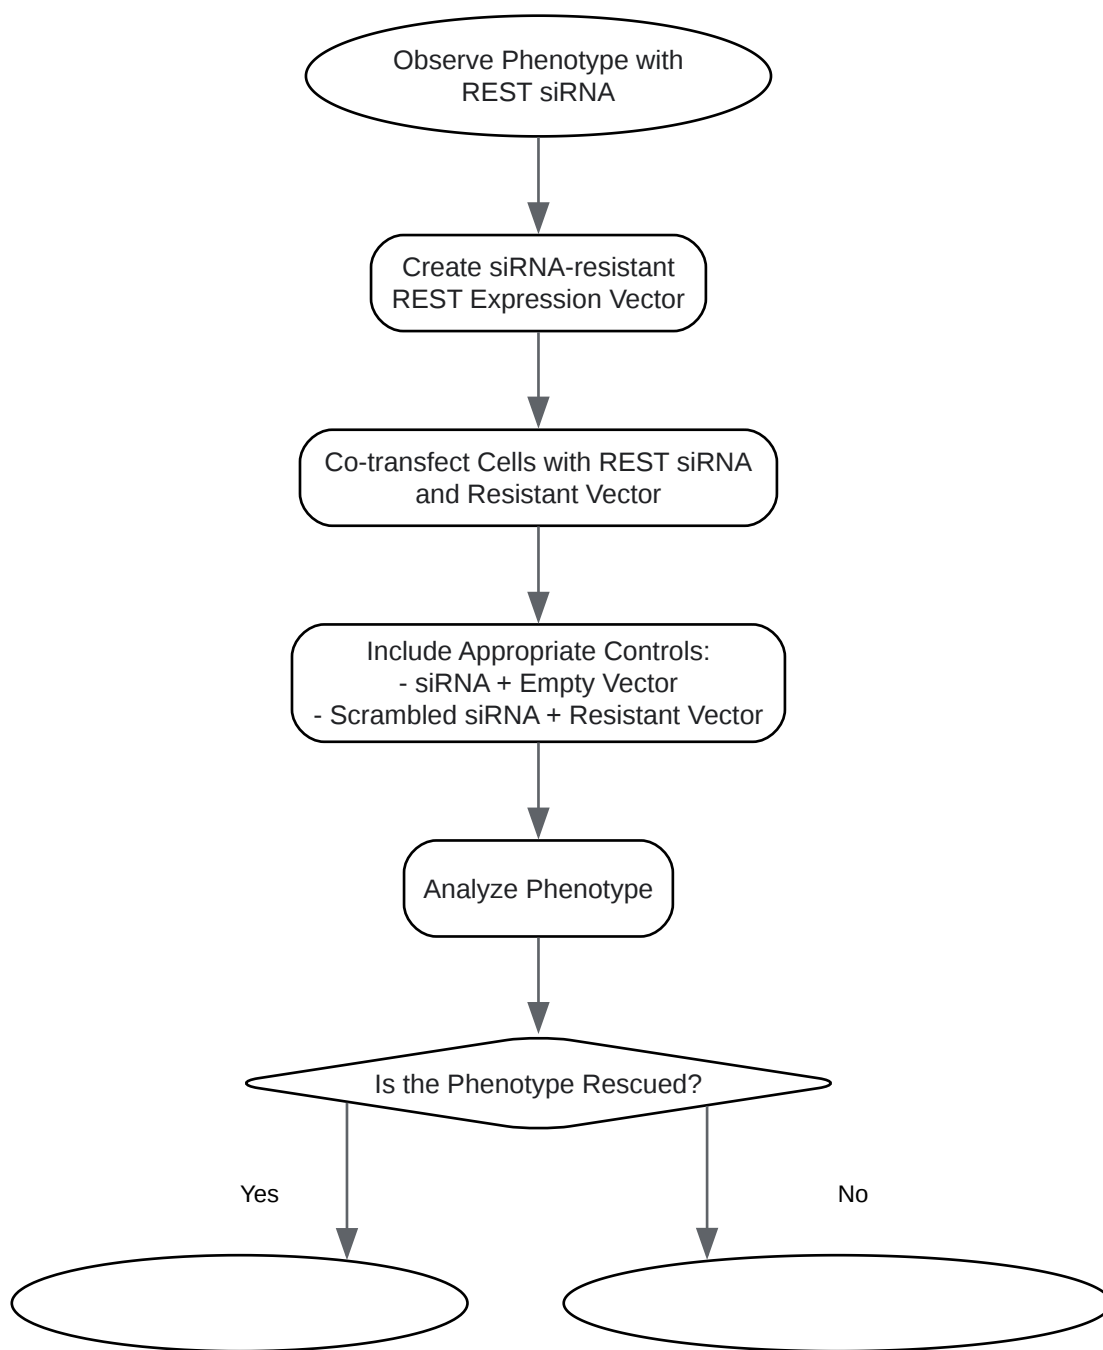 Observe Phenotype with
REST siRNA
Create siRNA-resistant
REST Expression Vector
Co-transfect Cells with REST siRNA
and Resistant Vector
Include Appropriate Controls:
- siRNA + Empty Vector
- Scrambled siRNA + Resistant Vector
Analyze Phenotype
Is the Phenotype Rescued?
Yes
No